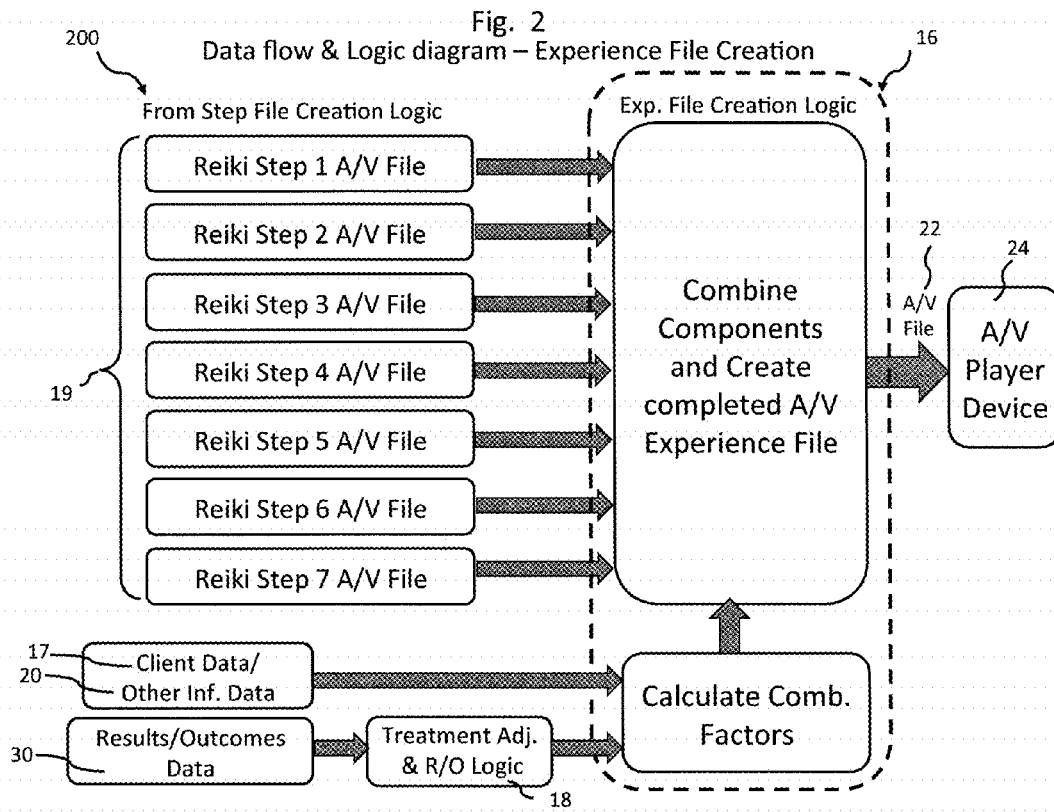 Fig. 2
200
Data flow & Logic diagram – Experience File Creation
16
From Step File Creation Logic
Exp. File Creation Logic
Reiki Step 1 A/V File
Reiki Step 2 A/V File
Reiki Step 3 A/V File
Reiki Step 4 A/V File
Reiki Step 5 A/V File
Reiki Step 6 A/V File
Reiki Step 7 A/V File
19
Combine
Components
and Create
completed A/V
Experience File
22
A/V
File
24
A/V
Player
Device
17
Client Data/
20
Other Inf. Data
Results/Outcomes
Data
30
Treatment Adj.
& R/O Logic
18
Calculate Comb.
Factors